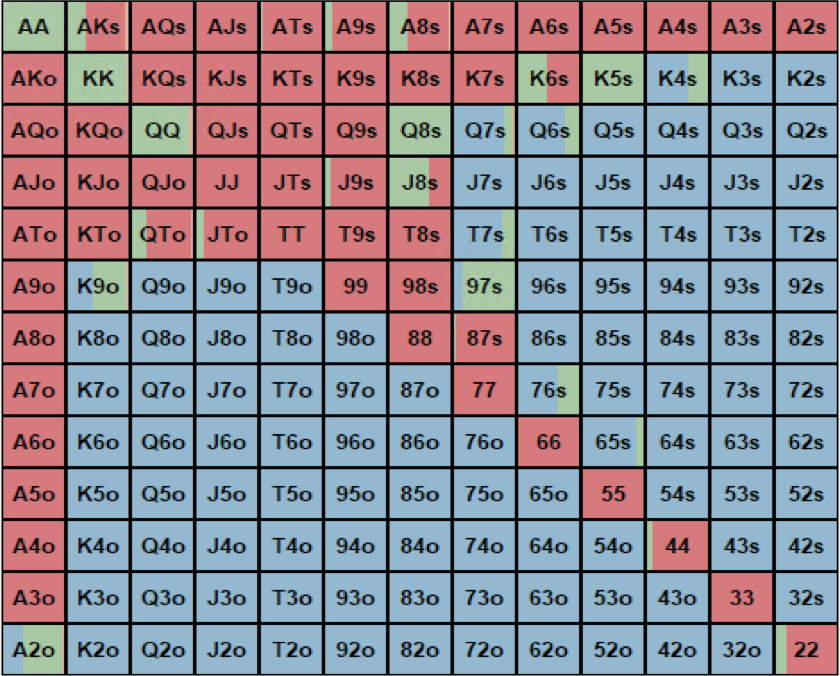 AA AKs AQs AJs ATs A9s A8s A7s A6s A5s A4s A3s A2s
AKo KK KQs KJs KTs K9s K8s K7s K6s K5s K4s K3s K2s
AQo KQo QQ QJs QTs Q9s Q8s Q7s Q6s Q5s Q4s Q3s Q2s
AJo KJo QJo JJ JTs J9s J8s J7s J6s J5s J4s J3s J2s
ATo KTo QTo JTo TT T9s T8s T7s T6s T5s T4s T3s T2s
A9o K9o Q9o J9o T9o 99 98s 97s 96s 95s 94s 93s 92s
A8o K8o Q8o J8o T8o 98o 88 87s 86s 85s 84s 83s 82s
A7o K7o Q7o J7o T7o 97o 87o 77 76s 75s 74s 73s 72s
A6o K6o Q6o J6o T6o 96o 86o 76o 66 65s 64s 63s 62s
A5o K5o Q5o J5o T5o 95o 85o 75o 65o 55 54s 53s 52s
A4o K4o Q4o J4o T4o 94o 84o 74o 64o 54o 44 43s 42s
A3o K3o Q3o J3o T3o 93o 83o 73o 63o 53o 43o 33 32s
A2o K2o Q2o J2o T2o 92o 82o 72o 62o 52o 42o 32o 22